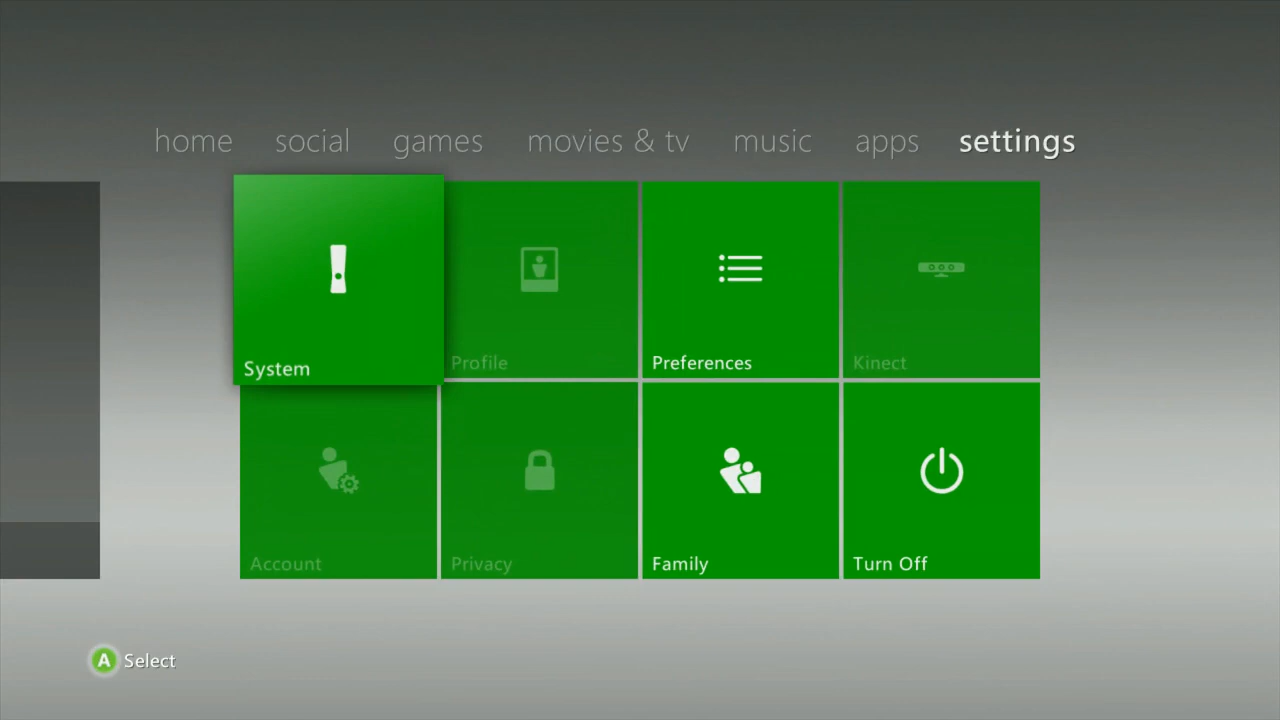 home social games movies & tv music apps settings
System Profile Preferences Kinect
Account Privacy Family Turn Off
A Select